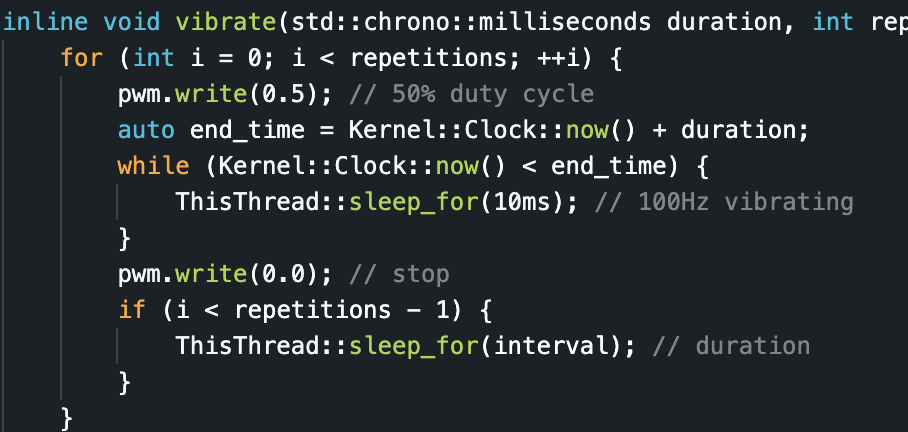 inline void vibrate(std::chrono::milliseconds duration, int rep
for (int i = 0; i < repetitions; ++i) {
pwm.write(0.5); // 50% duty cycle
auto end_time = Kernel::Clock::now() + duration;
while (Kernel::Clock::now() < end_time) {
ThisThread::sleep_for(10ms); // 100Hz vibrating
}
pwm.write(0.0); // stop
if (i < repetitions - 1) {
ThisThread::sleep_for(interval); // duration
}
}